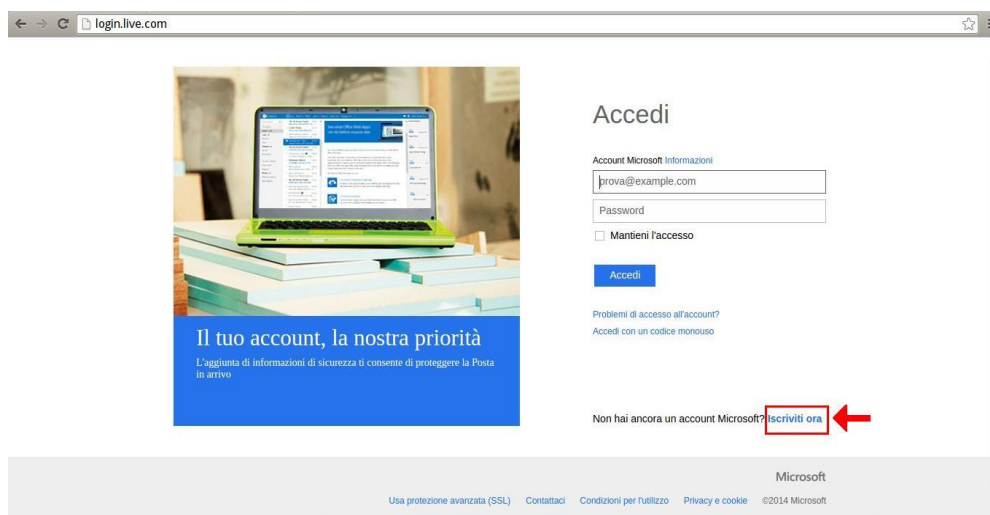 login.live.com
Accedi
Account Microsoft Informazioni
prova@example.com
Password
Mantieni l'accesso
Accedi
Problemi di accesso all'account?
Accedi con un codice monouso
Il tuo account, la nostra priorità
L'aggiunta di informazioni di sicurezza ti consente di proteggere la Posta
in arrivo
Non hai ancora un account Microsoft? Iscriviti ora
Microsoft
Usa protezione avanzata (SSL) Contattaci Condizioni per l'utilizzo Privacy e cookie ©2014 Microsoft